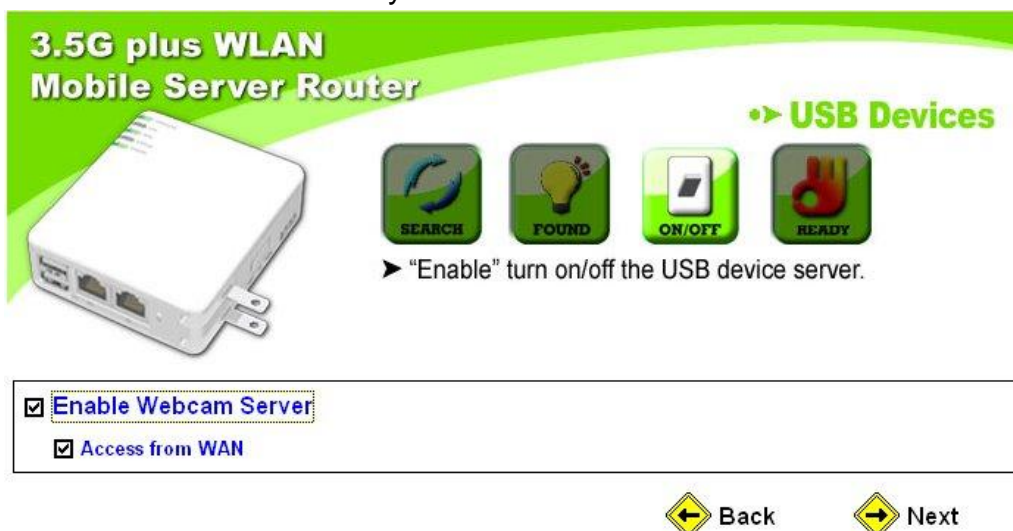 3.5G plus WLAN
Mobile Server Router
USB Devices
SEARCH
FOUND
ON/OFF
READY
➤ “Enable” turn on/off the USB device server.
Enable Webcam Server
Access from WAN
Back
Next